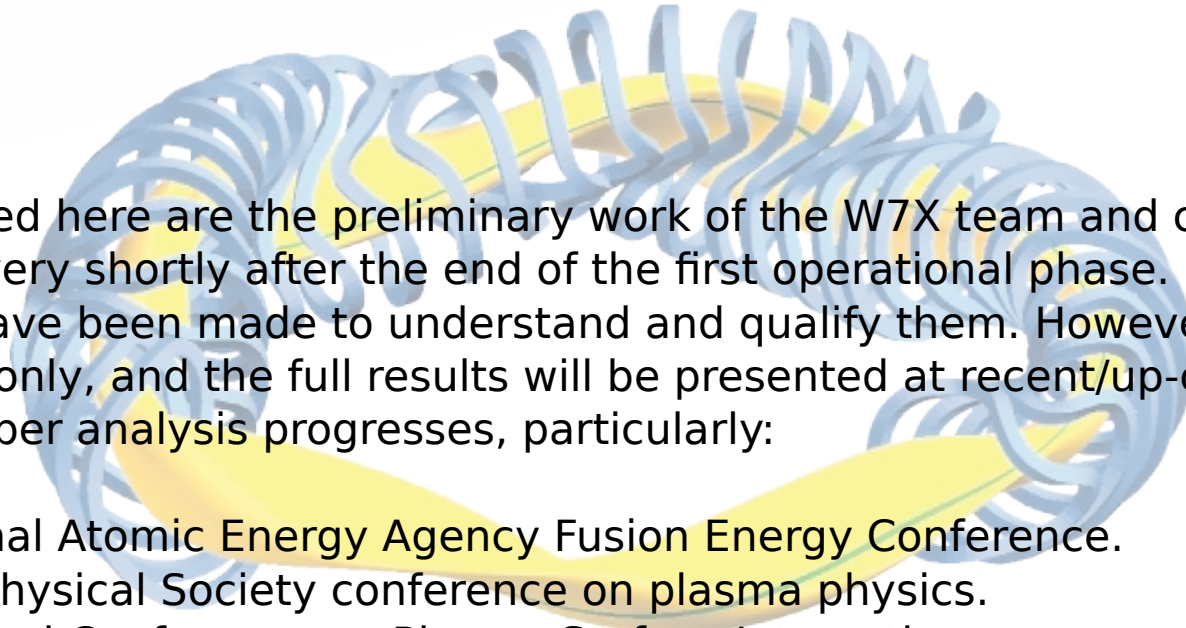 ed here are the preliminary work of the W7X team and c
very shortly after the end of the first operational phase.
ave been made to understand and qualify them. Howeve
only, and the full results will be presented at recent/up-c
per analysis progresses, particularly:
nal Atomic Energy Agency Fusion Energy Conference.
hysical Society conference on plasma physics.